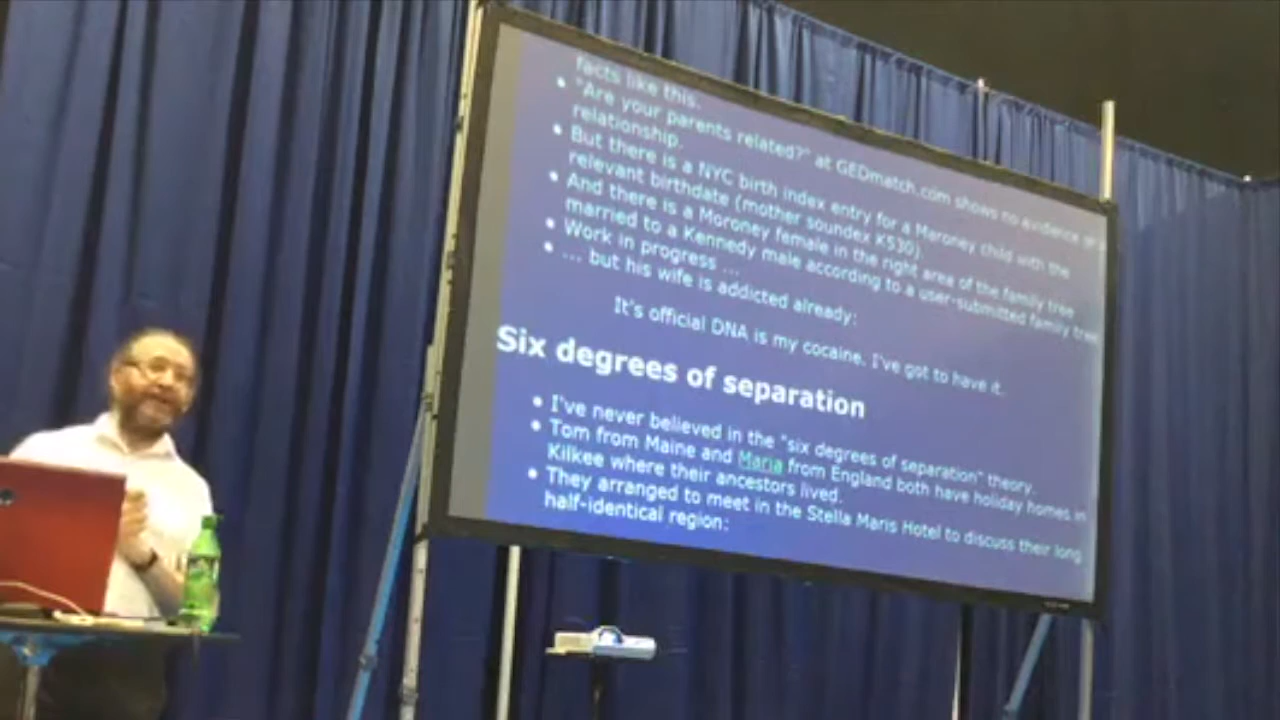 facts like this.
"Are your parents related?" at GEDmatch.com shows no evidence of a
relationship.
But there is a NYC birth index entry for a Maroney child with the
relevant birthdate (mother soundex K530).
And there is a Moroney female in the right area of the family tree
married to a Kennedy male according to a user-submitted family tree
Work in progress ...
... but his wife is addicted already:
It's official DNA is my cocaine. I've got to have it.
Six degrees of separation
I've never believed in the "six degrees of separation" theory.
Tom from Maine and Maria from England both have holiday homes in
Kilkee where their ancestors lived.
They arranged to meet in the Stella Maris Hotel to discuss their long
half-identical region: